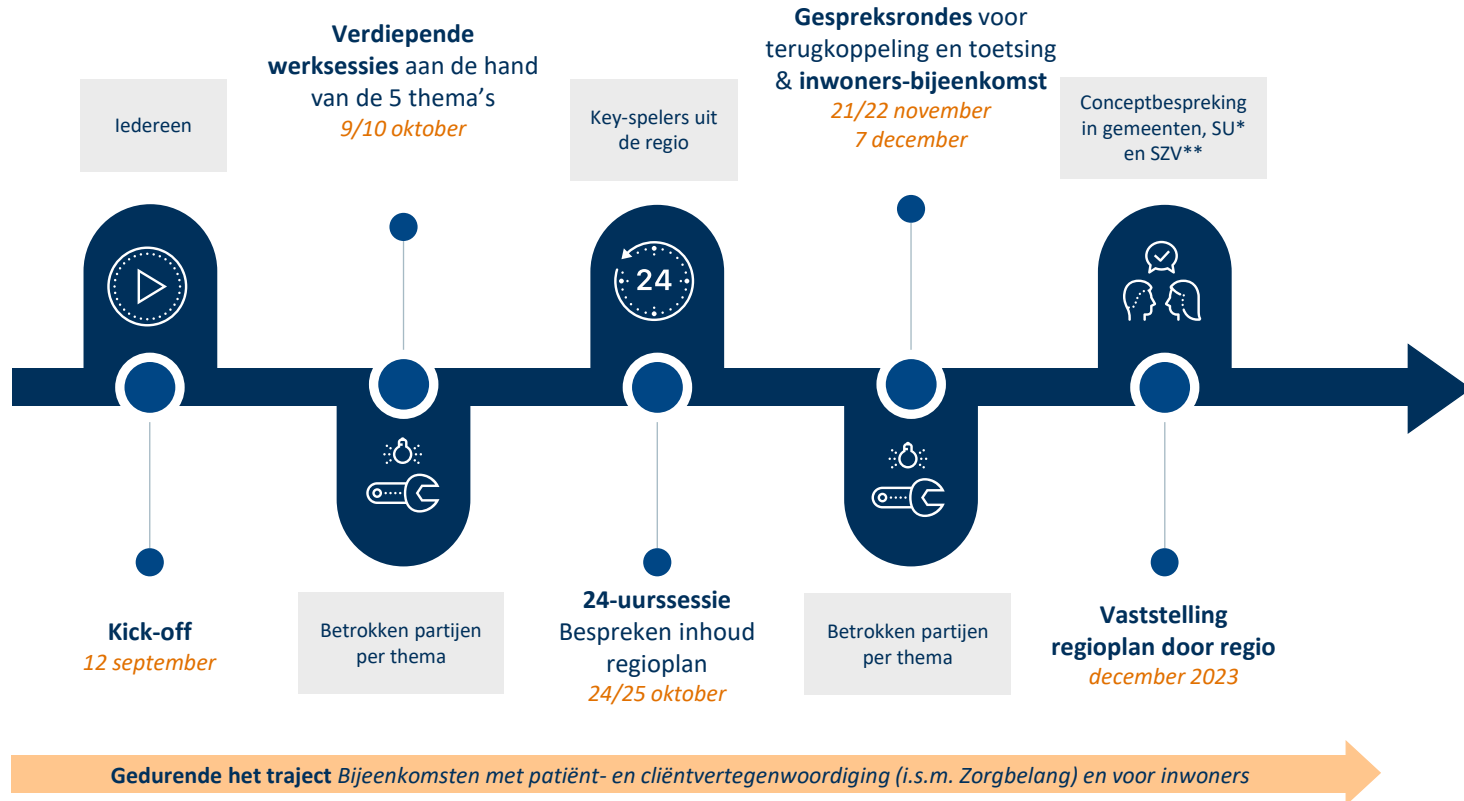 Iedereen
Kick-off
12 september
Verdiepende
werksessies aan de hand
van de 5 thema's
9/10 oktober
Betrokken partijen
per thema
Key-spelers uit
de regio
24
24-uurssessie
Bespreken inhoud
regioplan
24/25 oktober
Gespreksrondes voor
terugkoppeling en toetsing
& inwoners-bijeenkomst
21/22 november
7 december
Betrokken partijen
per thema
Conceptbespreking
in gemeenten, SU*
en SZV**
Vaststelling
regioplan door regio
december 2023
Gedurende het traject Bijeenkomsten met patiënt- en cliëntvertegenwoordiging (i.s.m. Zorgbelang) en voor inwoners